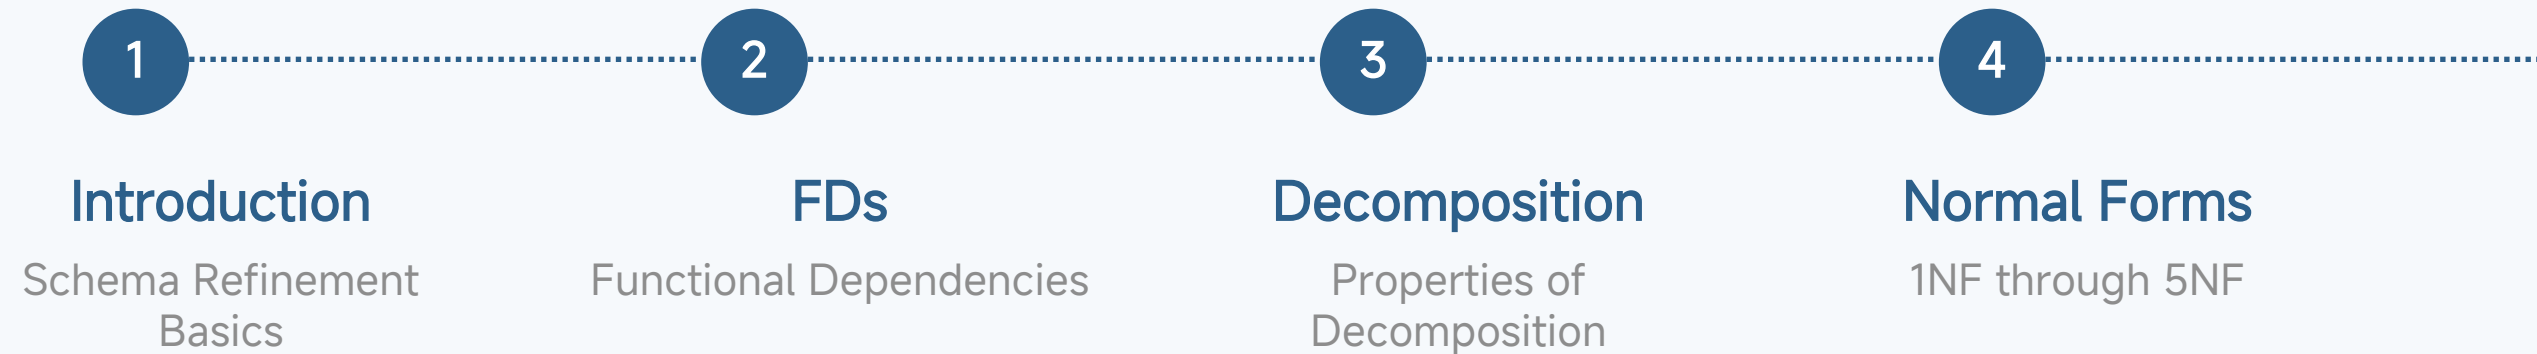 1
2
3
4
Introduction
FDs
Decomposition
Normal Forms
Schema Refinement
Basics
Functional Dependencies
Properties of
Decomposition
1NF through 5NF